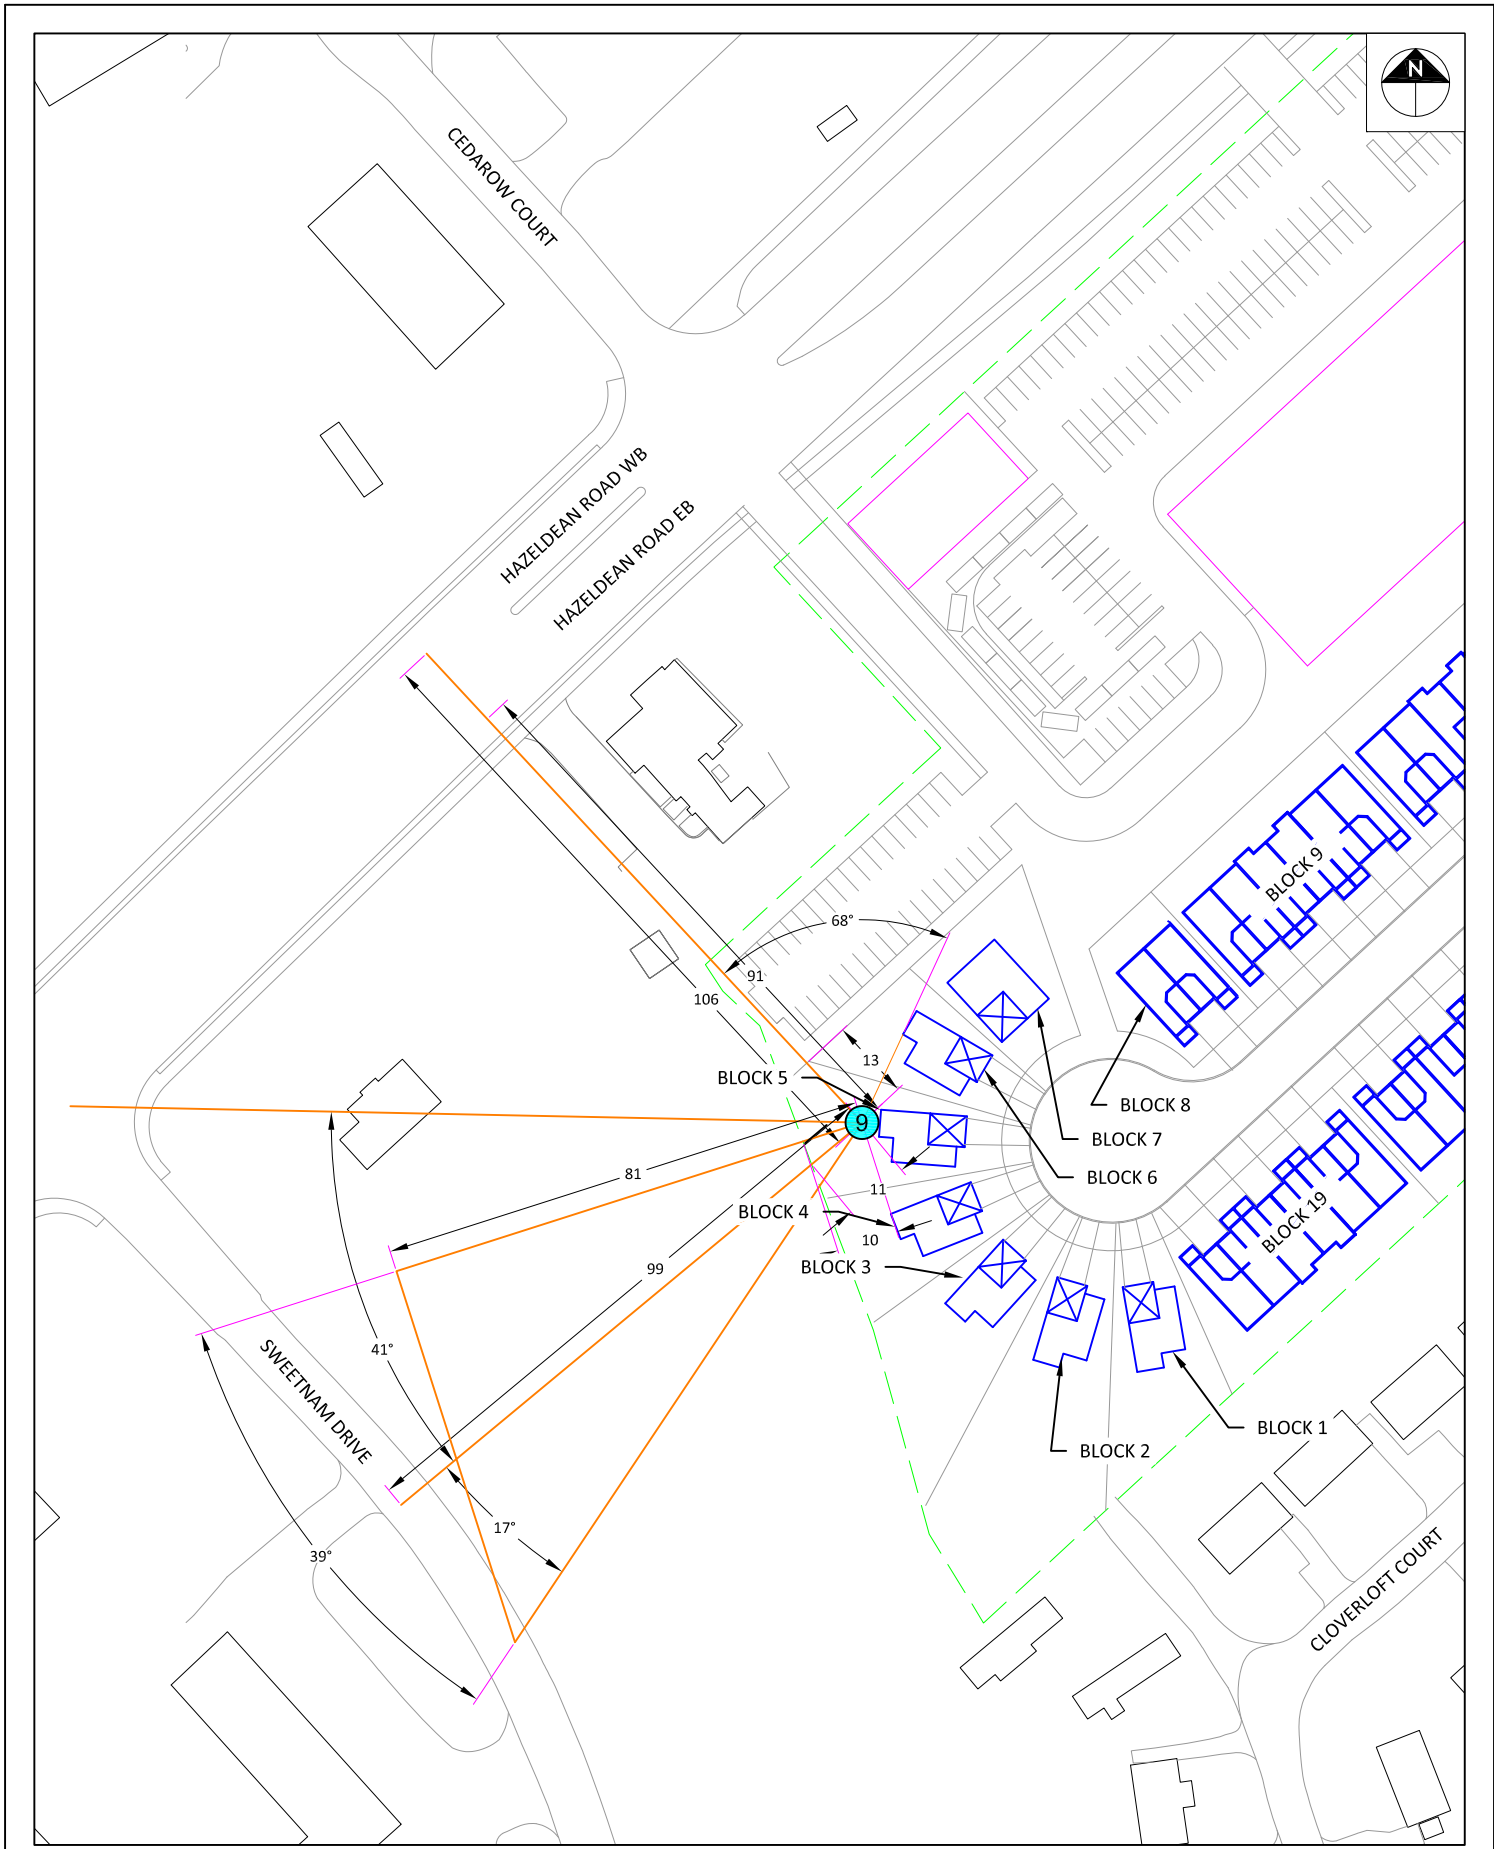 N
CEDAROW COURT
HAZELDEAN ROAD WB
HAZELDEAN ROAD EB
BLOCK 9
68°
91
106
13
BLOCK 5
9
BLOCK 8
BLOCK 7
BLOCK 6
81
11
BLOCK 4
10
BLOCK 19
99
BLOCK 3
41°
SWEETNAM DRIVE
BLOCK 1
BLOCK 2
17°
39°
CLOVERLOFT COURT